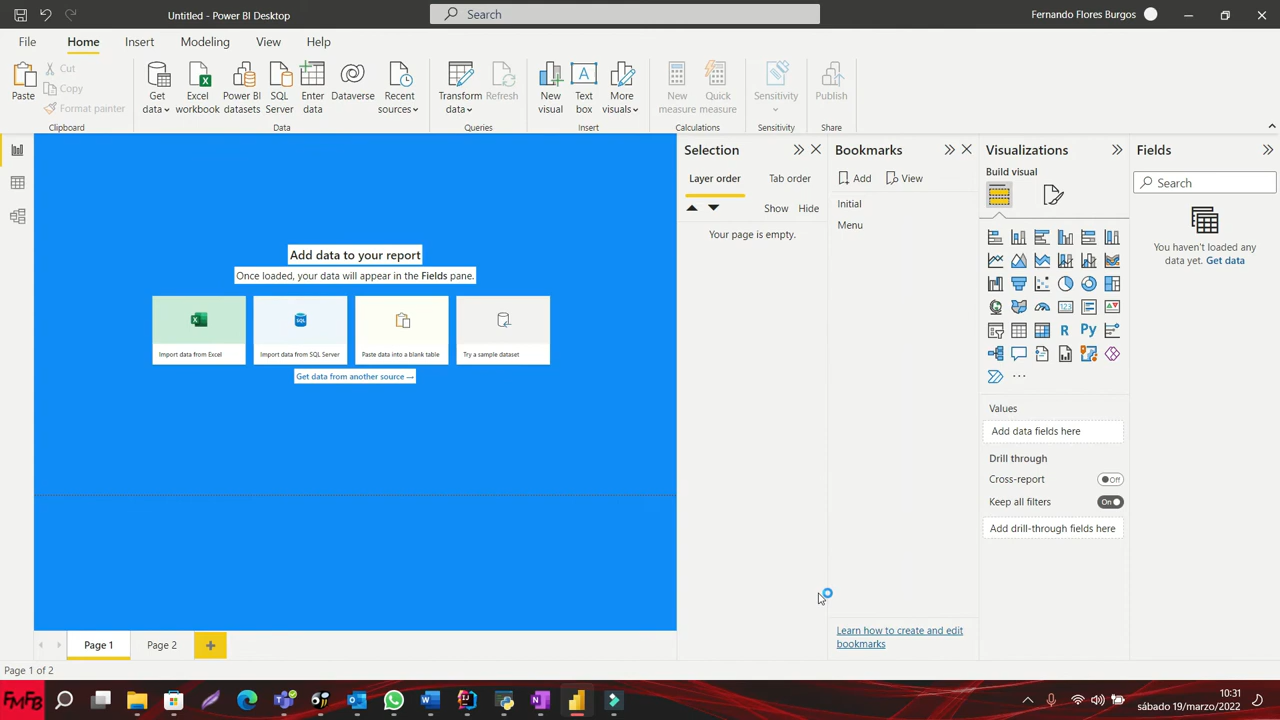 Untitled - Power BI Desktop
Search
Fernando Flores Burgos
File
Home
Insert
Modeling
View
Help
Paste
Cut
Copy
Format painter
Clipboard
Get data
Excel workbook
Power BI datasets
SQL Server
Enter data
Dataverse
Recent sources
Data
Transform data
Refresh
Queries
New visual
Text box
More visuals
Insert
New measure
Quick measure
Calculations
Sensitivity
Sensitivity
Publish
Share
Add data to your report
Once loaded, your data will appear in the Fields pane.
Import data from Excel
Import data from SQL Server
Paste data into a blank table
Try a sample dataset
Get data from another source →
Selection
Layer order
Tab order
Show
Hide
Your page is empty.
Bookmarks
Add
View
Initial
Menu
Learn how to create and edit
bookmarks
Visualizations
Build visual
123
R
Py
Values
Add data fields here
Drill through
Cross-report
Off
Keep all filters
On
Add drill-through fields here
Fields
Search
You haven't loaded any
data yet. Get data
Page 1
Page 2
Page 1 of 2
FMFB
10:31
sábado 19/marzo/2022